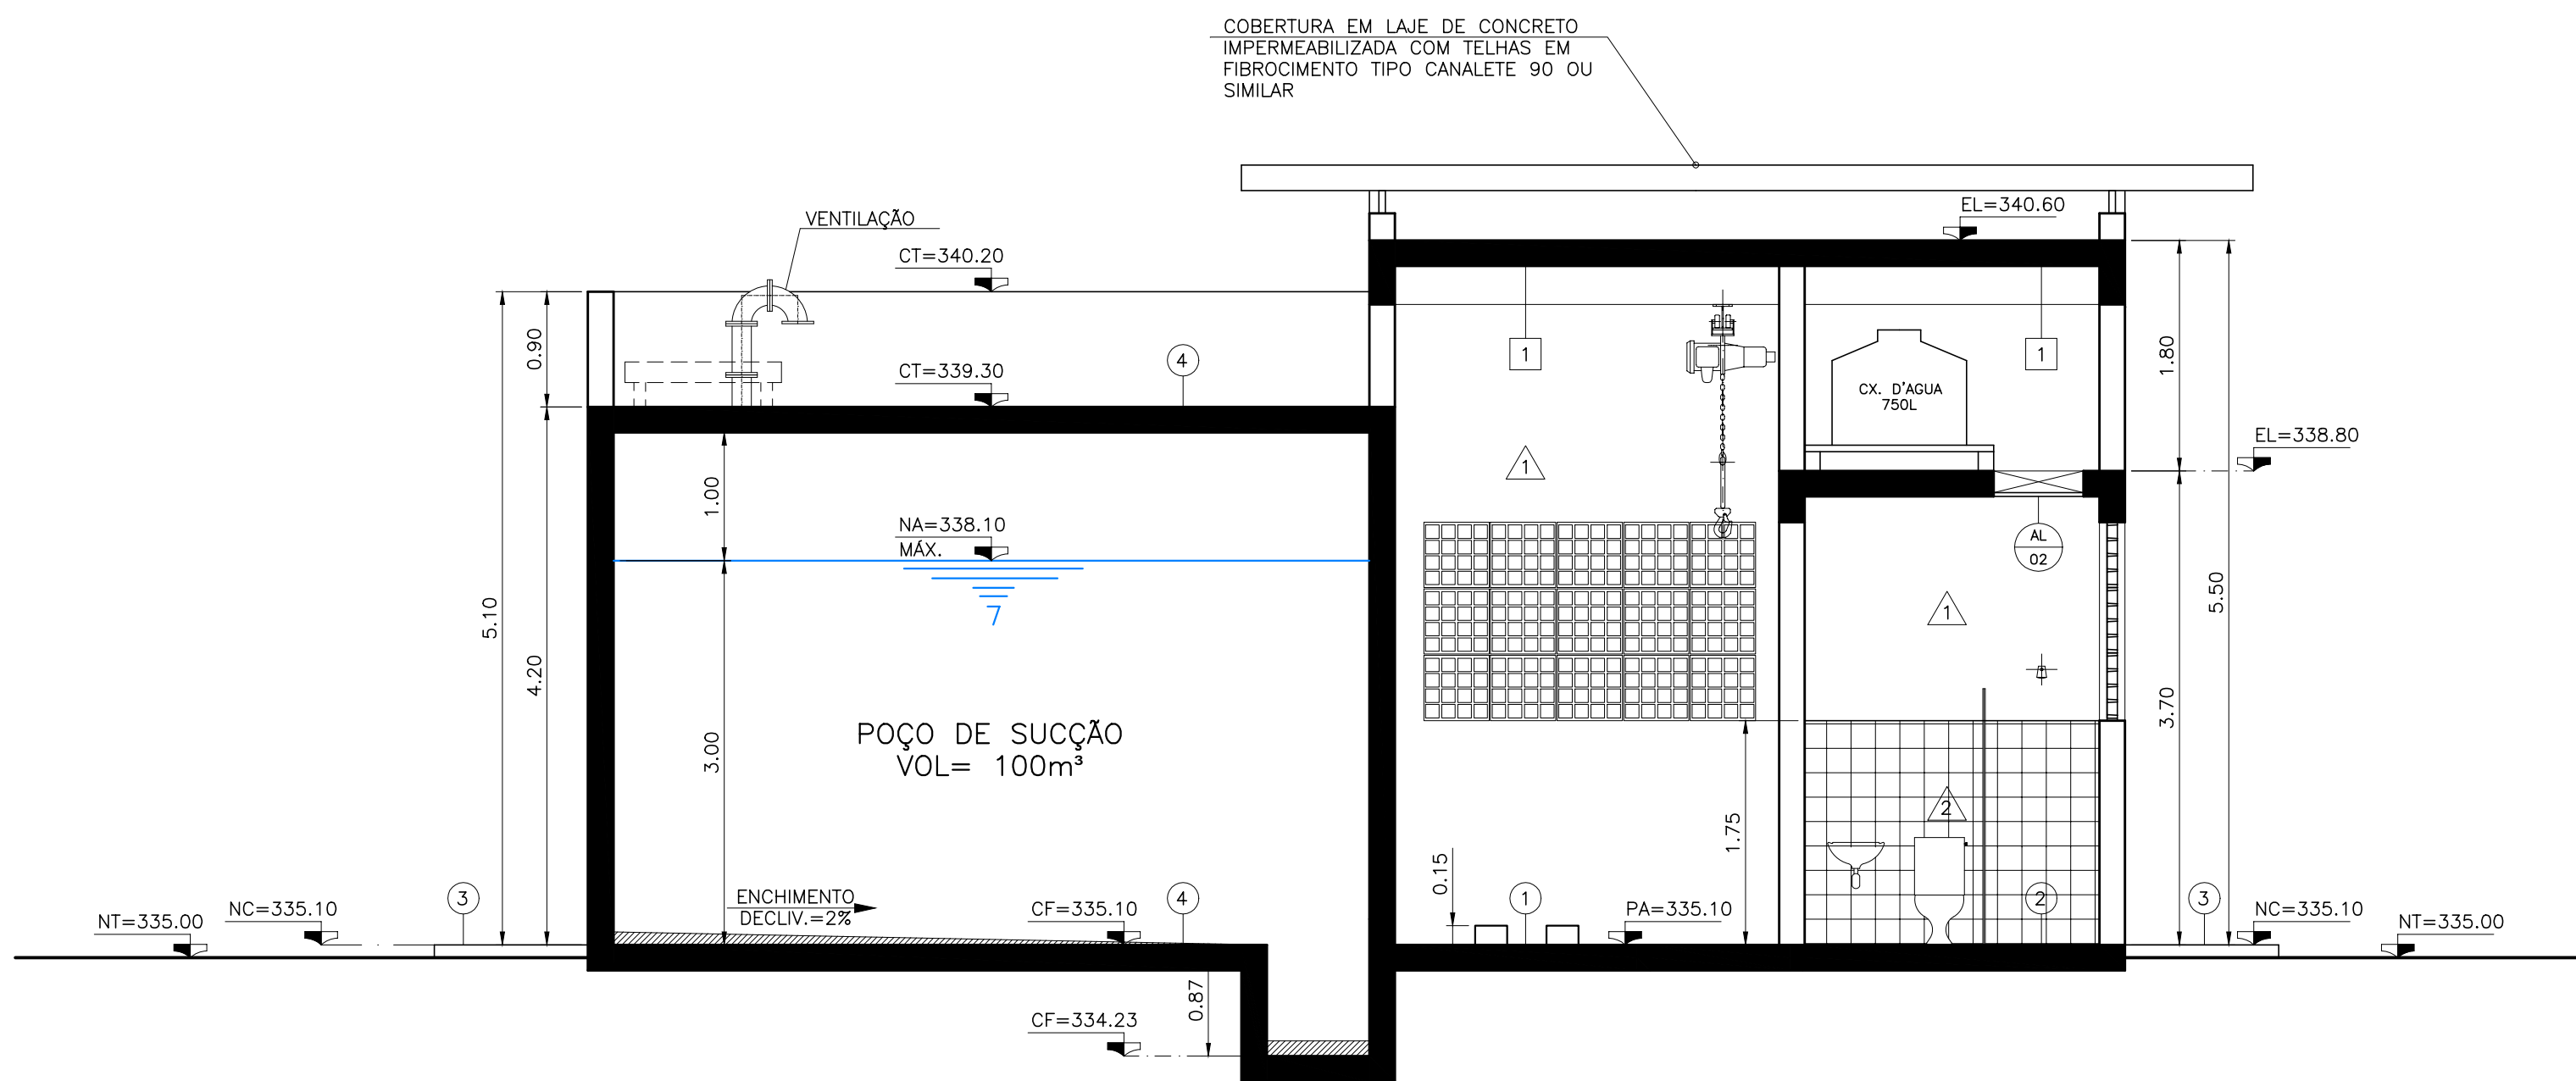 COBERTURA EM LAJE DE CONCRETO
IMPERMEABILIZADA COM TELHAS EM
FIBROCIMENTO TIPO CANALETE 90 OU
SIMILAR
VENTILAÇÃO
EL=340.60
CT=340.20
0.90
CT=339.30
4
1
1
1.80
CX. D'AGUA
750L
EL=338.80
1
1.00
NA=338.10
MÁX.
AL
02
7
5.10
4.20
1
5.50
3.70
POÇO DE SUCÇÃO
VOL= 100m³
3.00
1.75
2
0.15
ENCHIMENTO
DECLIV.=2%
CF=335.10
4
1
PA=335.10
2
3
NT=335.00
NC=335.10
3
NC=335.10
NT=335.00
0.87
CF=334.23